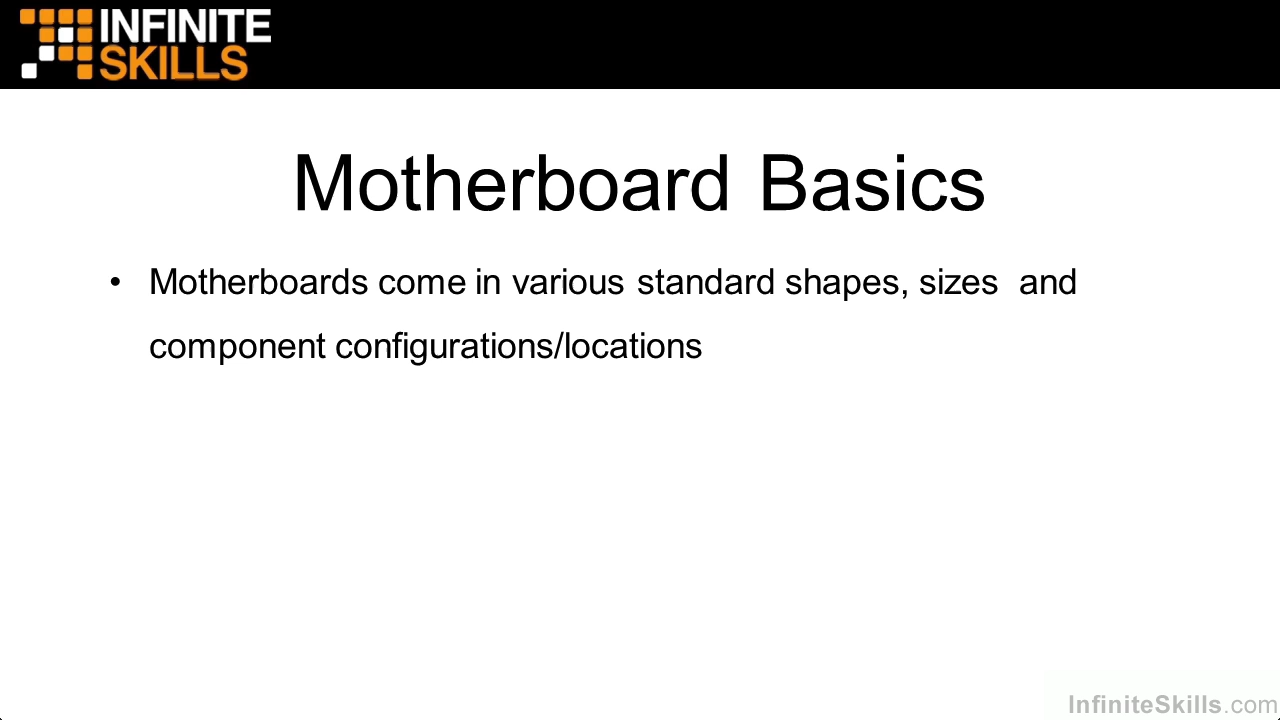 INFINITE
SKILLS
Motherboard Basics
• Motherboards come in various standard shapes, sizes  and
component configurations/locations
InfiniteSkills.com